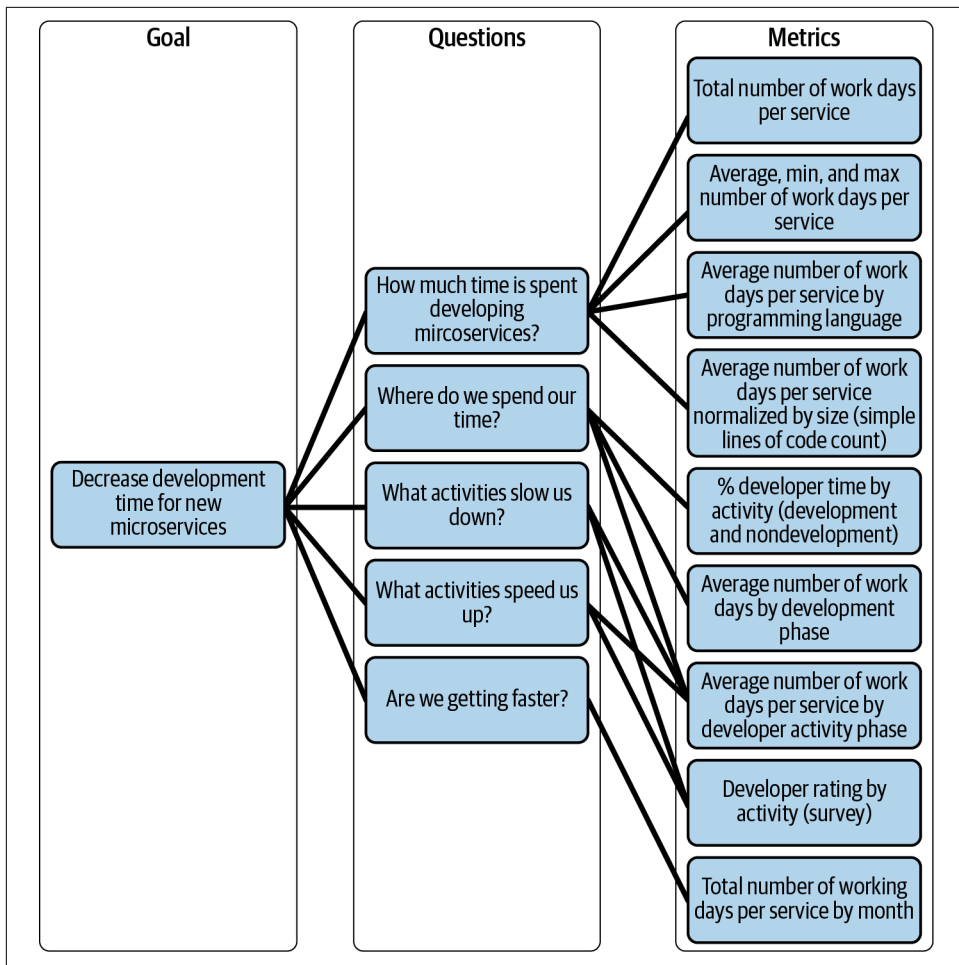 Goal
Decrease development
time for new
microservices
Questions
How much time is spent
developing
mircoservices?
Where do we spend our
time?
What activities slow us
down?
What activities speed us
up?
Are we getting faster?
Metrics
Total number of work days
per service
Average, min, and max
number of work days per
service
Average number of work
days per service by
programming language
Average number of work
days per service
normalized by size (simple
lines of code count)
% developer time by
activity (development
and nondevelopment)
Average number of work
days by development
phase
Average number of work
days per service by
developer activity phase
Developer rating by
activity (survey)
Total number of working
days per service by month